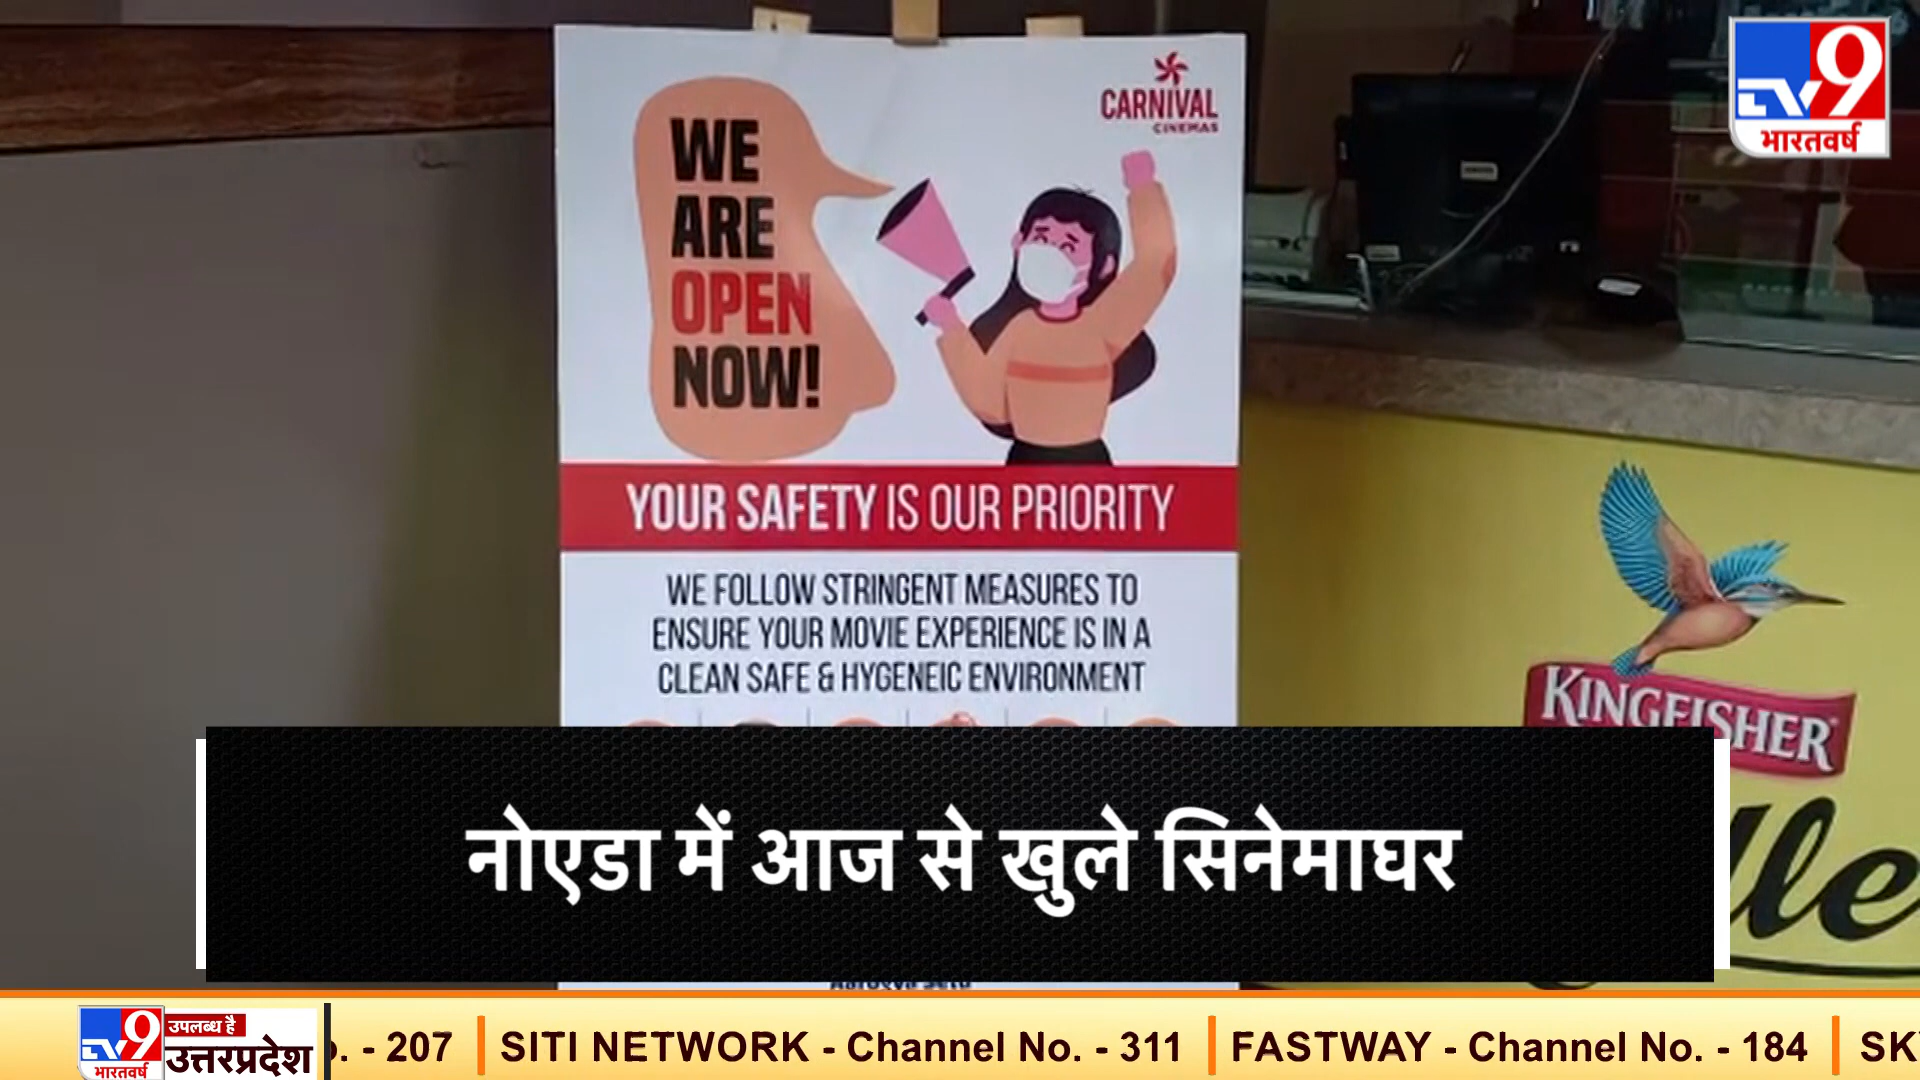 WE
ARE
OPEN
NOW!
CARNIVAL
CINEMAS
TV9
भारतवर्ष
YOUR SAFETY IS OUR PRIORITY
WE FOLLOW STRINGENT MEASURES TO
ENSURE YOUR MOVIE EXPERIENCE IS IN A
CLEAN SAFE & HYGENEIC ENVIRONMENT
KINGFISHER
नोएडा में आज से खुले सिनेमाघर
Aarogya Setu
TV9
भारतवर्ष
उपलब्ध है
उत्तरप्रदेश
. - 207 | SITI NETWORK - Channel No. - 311 | FASTWAY - Channel No. - 184 | SK